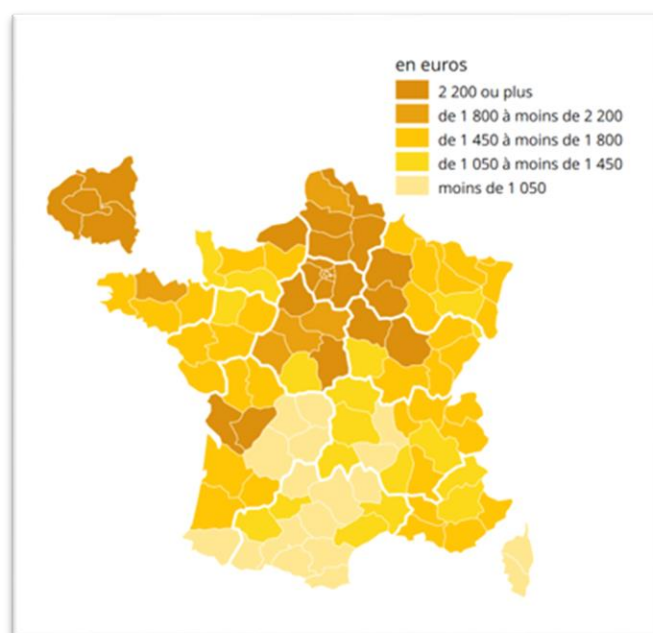 en euros
2 200 ou plus
de 1 800 à moins de 2 200
de 1 450 à moins de 1 800
de 1 050 à moins de 1 450
moins de 1 050